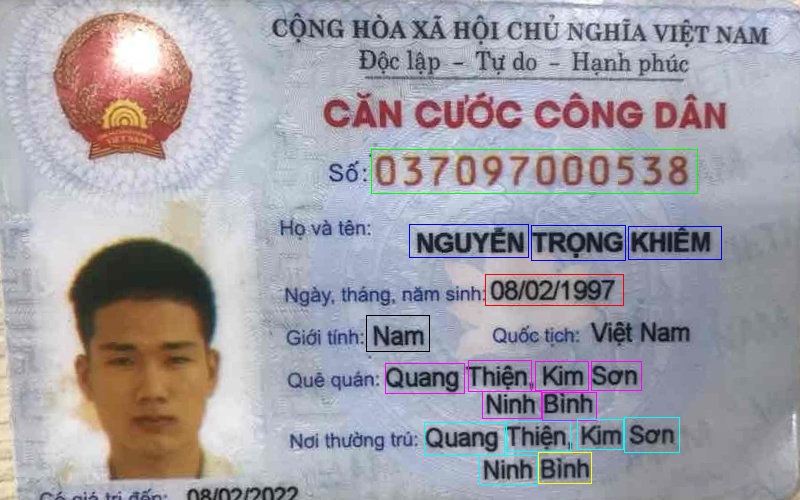 CỘNG HÒA XÃ HỘI CHỦ NGHĨA VIỆT NAM
Độc lập - Tự do - Hạnh phúc
CĂN CƯỚC CÔNG DÂN
Số: 037097000538
Họ và tên: NGUYỄN TRỌNG KHIÊM
Ngày, tháng, năm sinh: 08/02/1997
Giới tính: Nam Quốc tịch: Việt Nam
Quê quán: Quang Thiện, Kim Sơn
Ninh Bình
Nơi thường trú: Quang Thiện, Kim Sơn
Ninh Bình
Có giá trị đến: 08/02/2022
VIỆT NAM